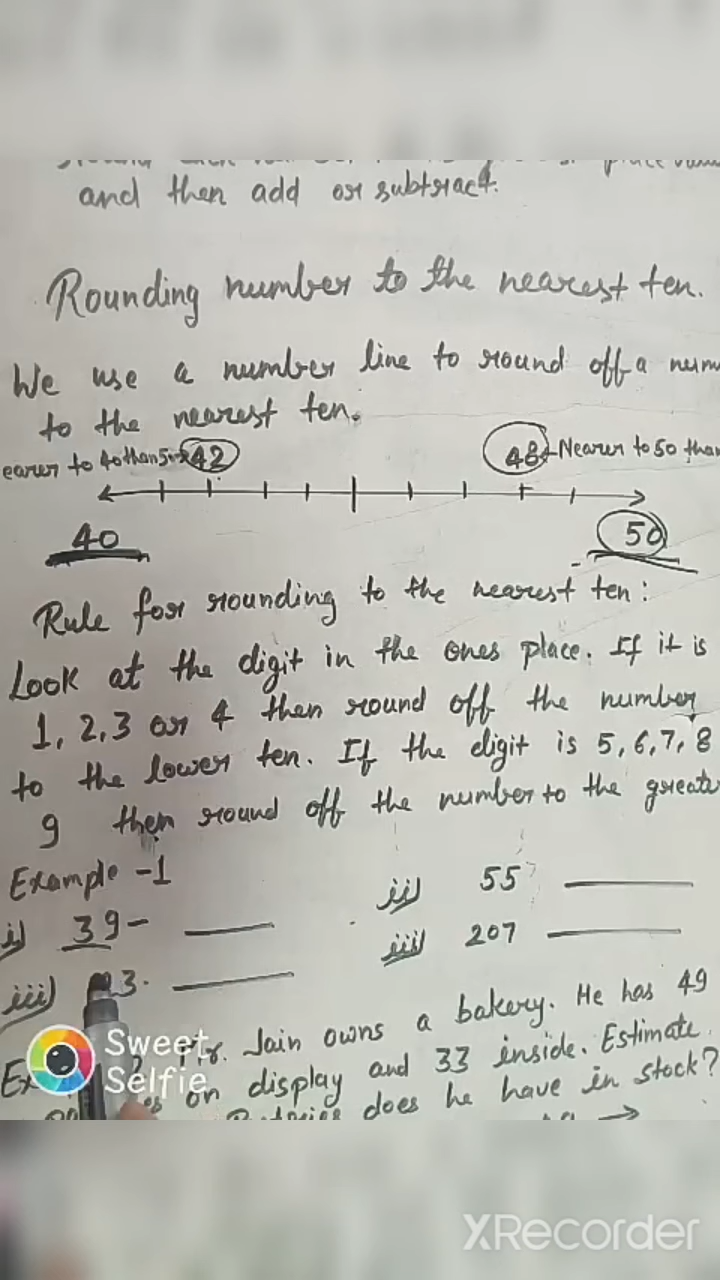 and then add or subtract.
Rounding number to the nearest ten.
We use a number line to round off a num
to the nearest ten.
earer to 40 than 50 42 48 Nearer to 50 than
40 50
Rule for rounding to the nearest ten:
Look at the digit in the ones place. If it is
1, 2, 3 or 4 then round off the number
to the lower ten. If the digit is 5, 6, 7, 8
9 then round off the number to the greate
Example -1
i) 39- ii) 55
iii) 3. iii) 207
Jain owns a bakery. He has 49
on display and 33 inside. Estimate
does he have in stock?
Sweet
Selfie
XRecorder